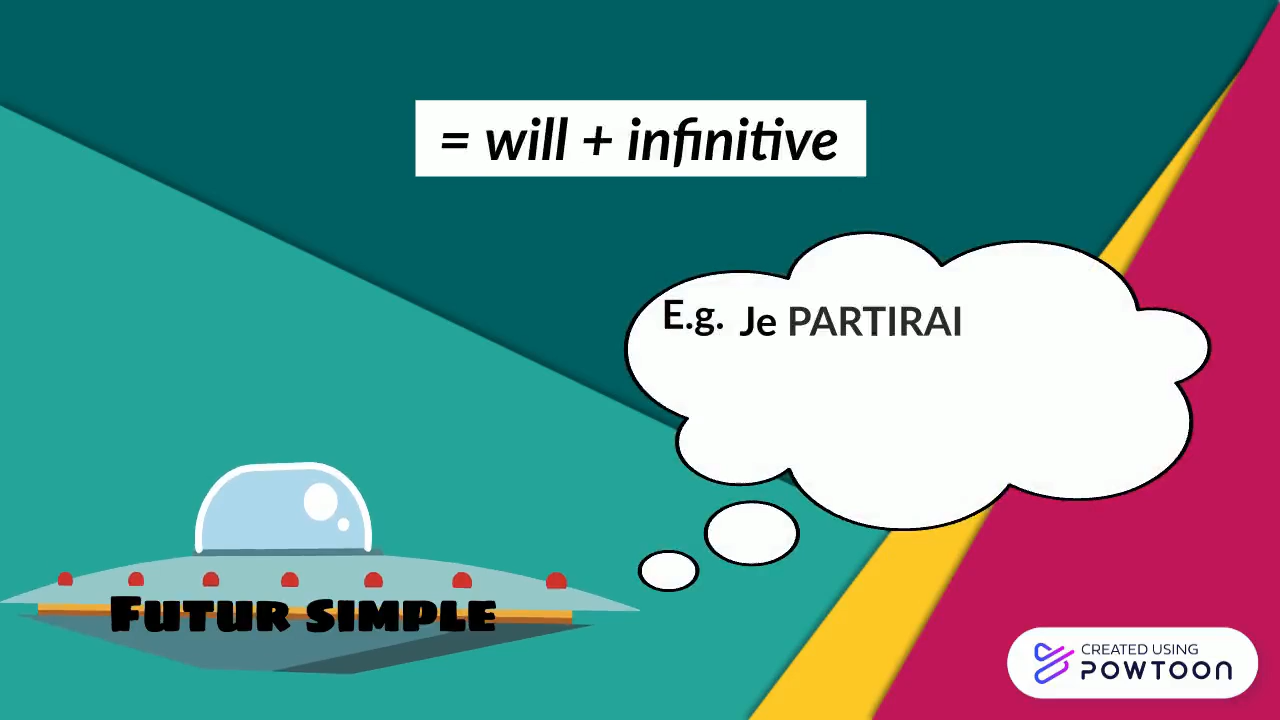 = will + infinitive
E.g. Je PARTIRAI
FUTUR SIMPLE
CREATED USING
POWTOON